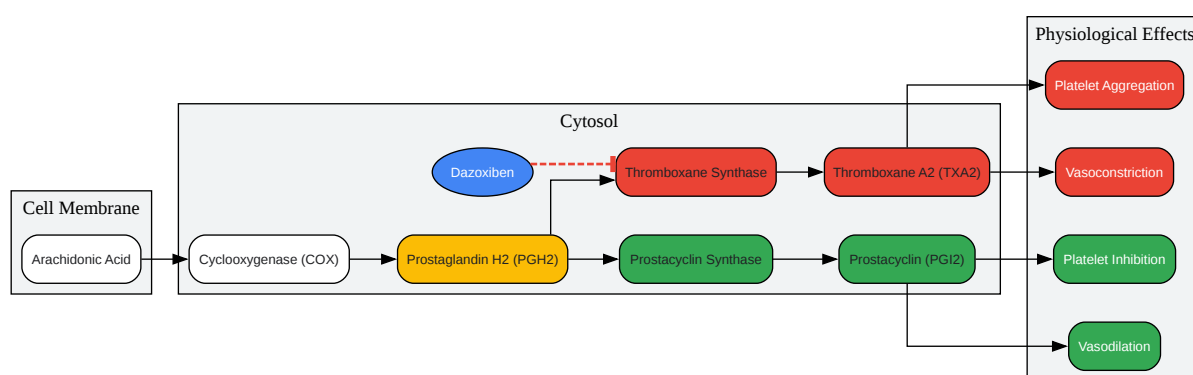 Physiological Effects
Platelet Aggregation
Cytosol
Dazoxiben
Thromboxane Synthase
Thromboxane A2 (TXA2)
Vasoconstriction
Cell Membrane
Arachidonic Acid
Cyclooxygenase (COX)
Prostaglandin H2 (PGH2)
Prostacyclin Synthase
Prostacyclin (PGI2)
Platelet Inhibition
Vasodilation